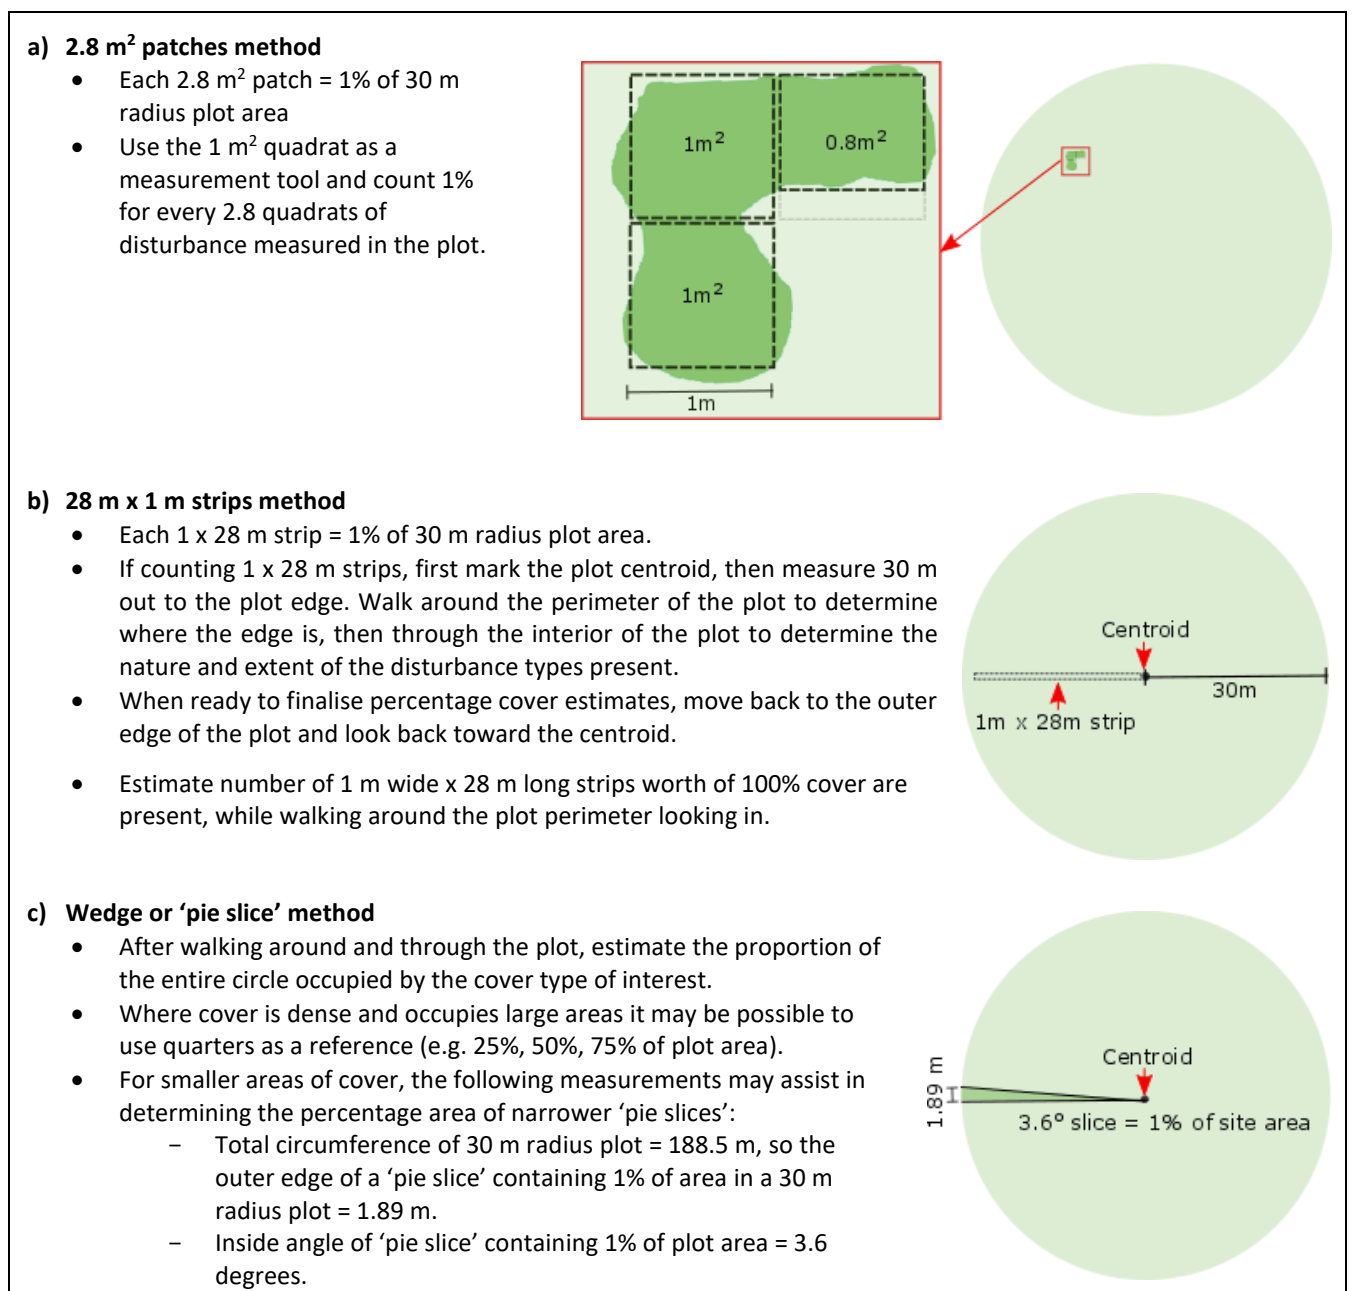 a) 2.8 m² patches method
• Each 2.8 m² patch = 1% of 30 m
radius plot area
• Use the 1 m² quadrat as a
measurement tool and count 1%
for every 2.8 quadrats of
disturbance measured in the plot.
1m²
0.8m²
1m²
1m
b) 28 m x 1 m strips method
• Each 1 x 28 m strip = 1% of 30 m radius plot area.
• If counting 1 x 28 m strips, first mark the plot centroid, then measure 30 m
out to the plot edge. Walk around the perimeter of the plot to determine
where the edge is, then through the interior of the plot to determine the
nature and extent of the disturbance types present.
• When ready to finalise percentage cover estimates, move back to the outer
edge of the plot and look back toward the centroid.
• Estimate number of 1 m wide x 28 m long strips worth of 100% cover are
present, while walking around the plot perimeter looking in.
Centroid
30m
1m x 28m strip
c) Wedge or ‘pie slice’ method
• After walking around and through the plot, estimate the proportion of
the entire circle occupied by the cover type of interest.
• Where cover is dense and occupies large areas it may be possible to
use quarters as a reference (e.g. 25%, 50%, 75% of plot area).
• For smaller areas of cover, the following measurements may assist in
determining the percentage area of narrower ‘pie slices’:
− Total circumference of 30 m radius plot = 188.5 m, so the
outer edge of a ‘pie slice’ containing 1% of area in a 30 m
radius plot = 1.89 m.
− Inside angle of ‘pie slice’ containing 1% of plot area = 3.6
degrees.
Centroid
1.89 m
3.6° slice = 1% of site area